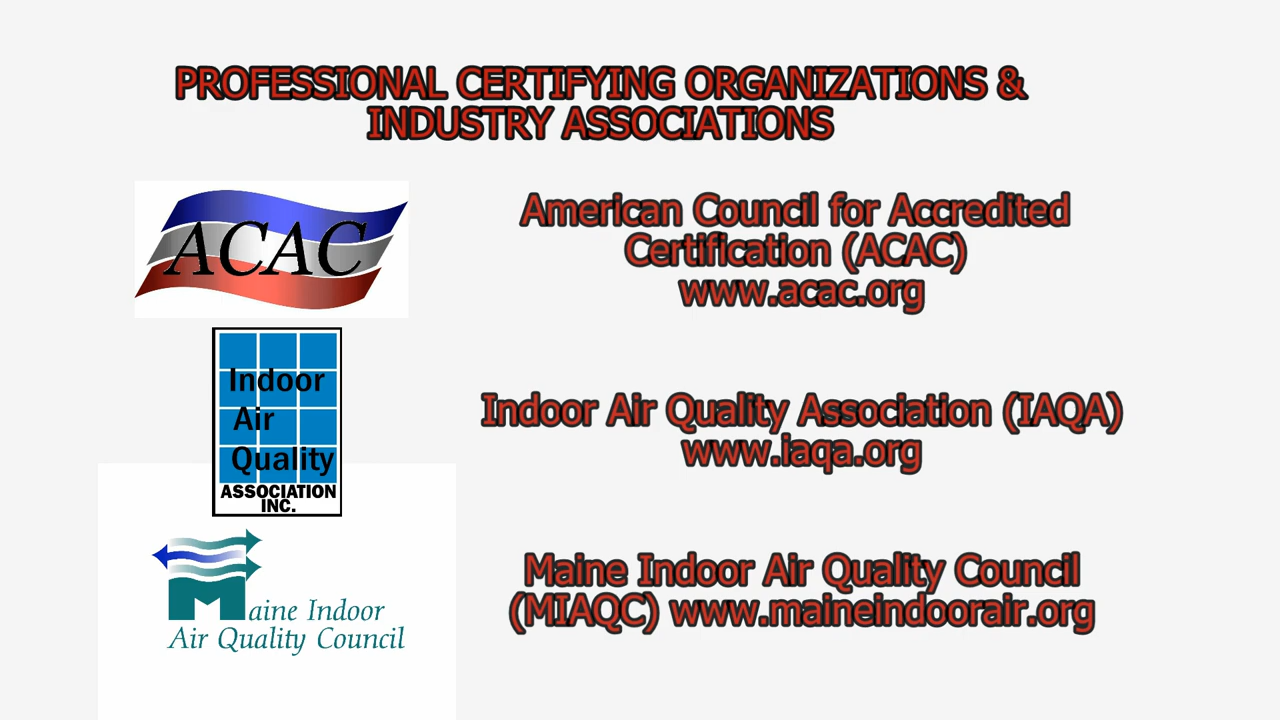 PROFESSIONAL CERTIFYING ORGANIZATIONS &
INDUSTRY ASSOCIATIONS
ACAC
American Council for Accredited
Certification (ACAC)
www.acac.org
Indoor
Air
Quality
ASSOCIATION
INC.
Indoor Air Quality Association (IAQA)
www.iaqa.org
Maine Indoor
Air Quality Council
Maine Indoor Air Quality Council
(MIAQC) www.maineindoorair.org